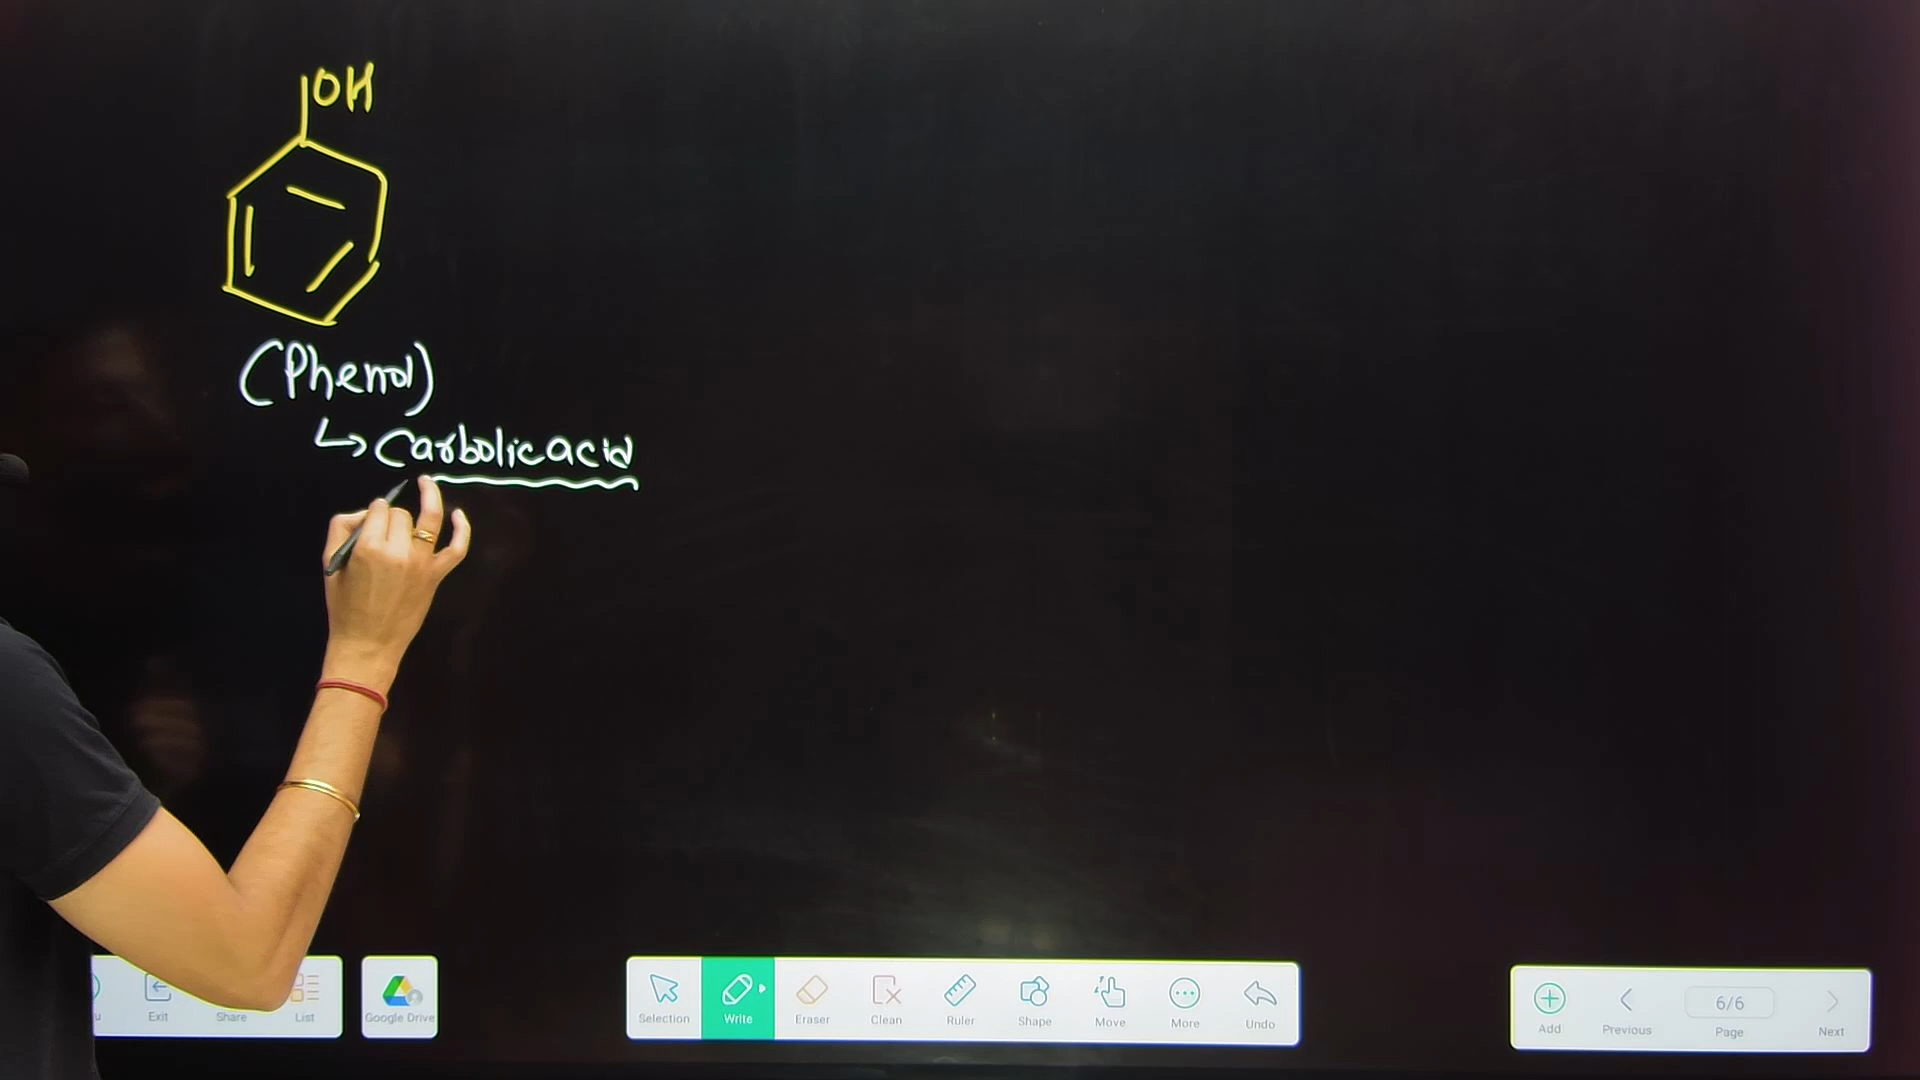 OH
(Phenol)
↳ Carbolic acid
Exit
Share
List
Google Drive
Selection
Write
Eraser
Clean
Ruler
Shape
Move
More
Undo
Add
Previous
6/6
Page
Next